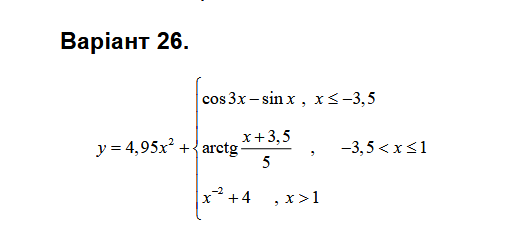 Варіант 26.
cos 3x − sin x , x ≤ −3,5
y = 4,95x² + { arctg (x + 3,5)/5 , −3,5 < x ≤ 1
x⁻² + 4 , x > 1